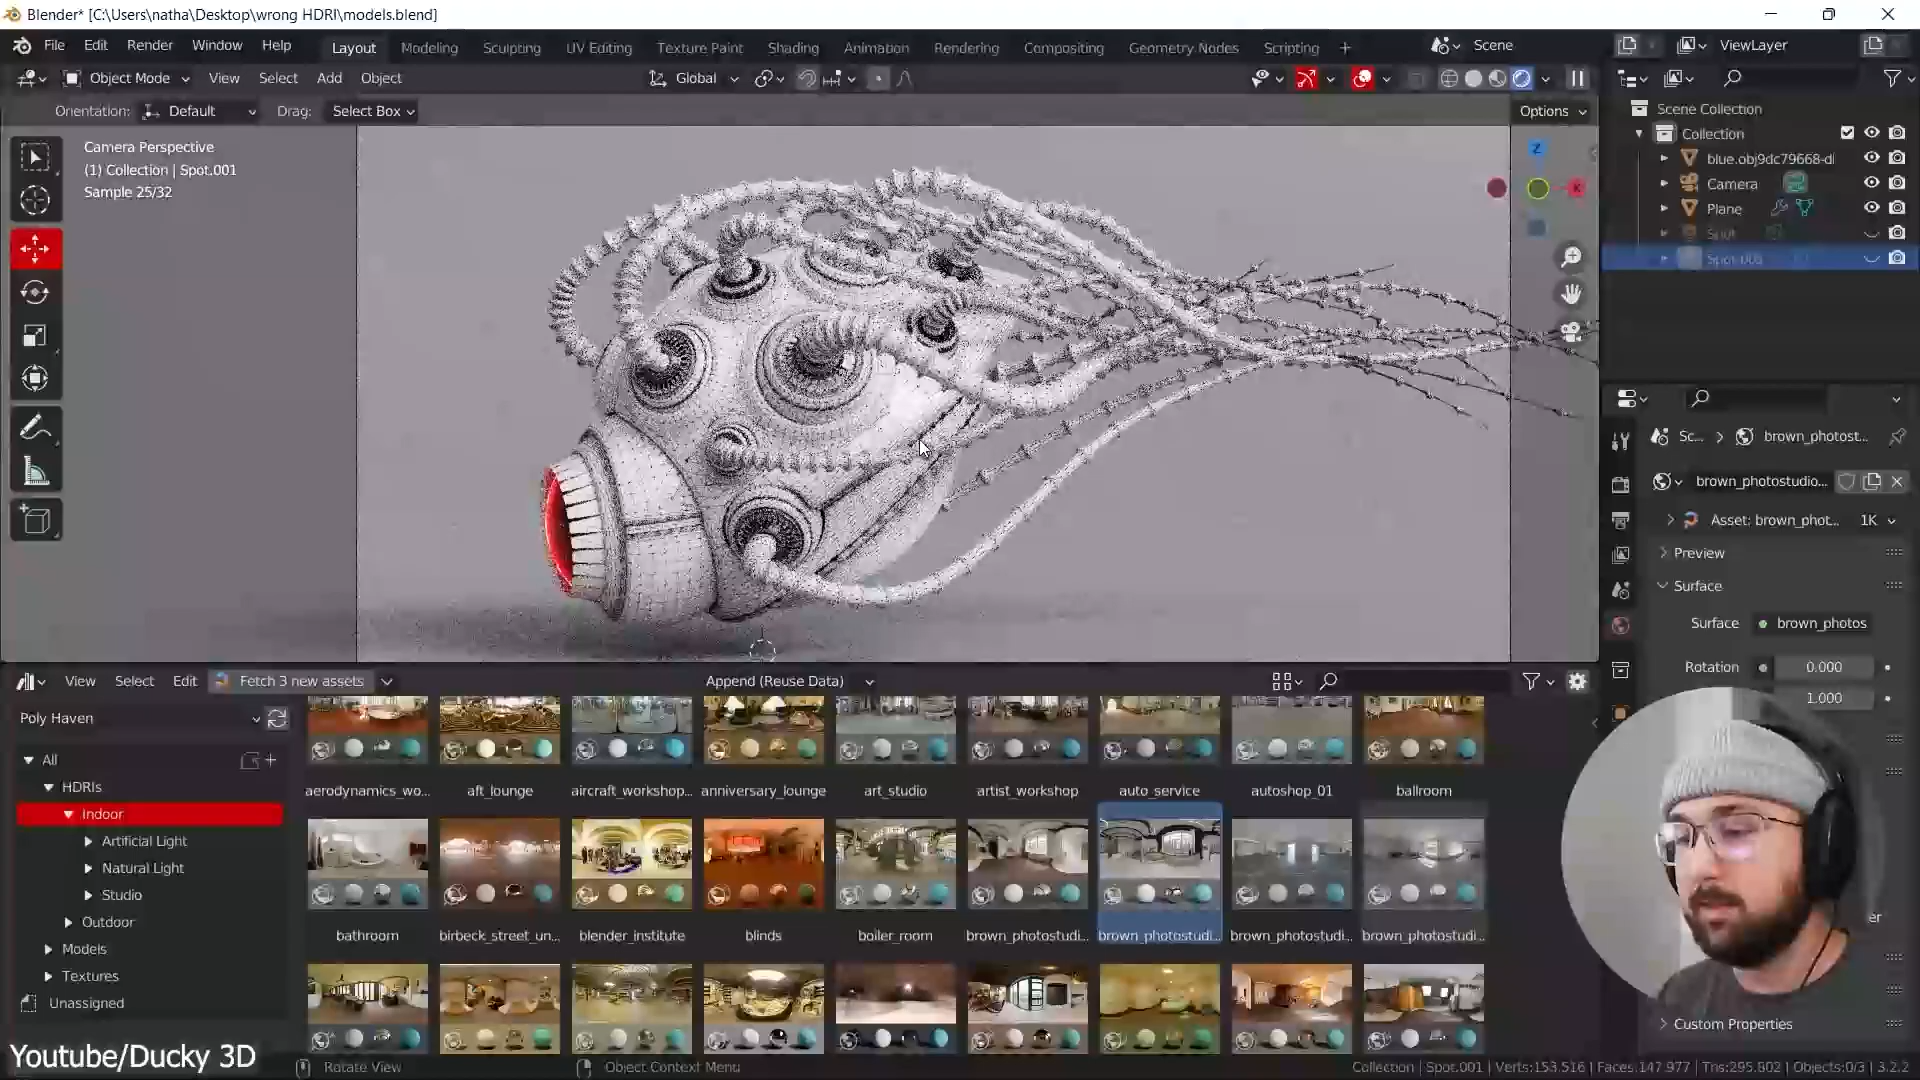 Blender* [C:\Users\natha\Desktop\wrong HDRI\models.blend]
File Edit Render Window Help Layout Modeling Sculpting UV Editing Texture Paint Shading Animation Rendering Compositing Geometry Nodes Scripting + Scene ViewLayer
Object Mode View Select Add Object Global
Orientation: Default Drag: Select Box Options
Camera Perspective
(1) Collection | Spot.001
Sample 25/32
Z
X
Scene Collection
Collection
blue.obj9dc79668-d
Camera
Plane
Spot
Spot.001
Sc... > brown_photost...
brown_photostudio...
Asset: brown_phot... 1K
Preview
Surface
Surface brown_photos
Rotation 0.000
1.000
er
Custom Properties
View Select Edit Fetch 3 new assets Append (Reuse Data)
Poly Haven
All
HDRIs
Indoor
Artificial Light
Natural Light
Studio
Outdoor
Models
Textures
Unassigned
aerodynamics_wo... aft_lounge aircraft_workshop... anniversary_lounge art_studio artist_workshop auto_service autoshop_01 ballroom
bathroom birbeck_street_un... blender_institute blinds boiler_room brown_photostudi... brown_photostudi... brown_photostudi... brown_photostudi...
Youtube/Ducky 3D
Rotate View Object Context Menu Collection | Spot.001 | Verts:153,516 | Faces:147,977 | Tris:295,802 | Objects:0/3 | 3.2.2